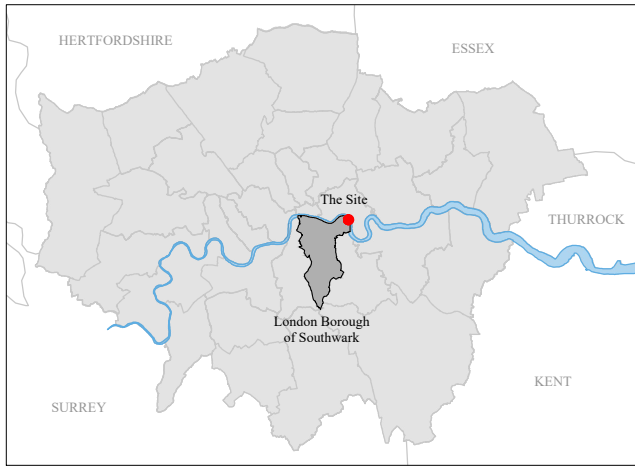 HERTFORDSHIRE
ESSEX
The Site
THURROCK
London Borough
of Southwark
KENT
SURREY